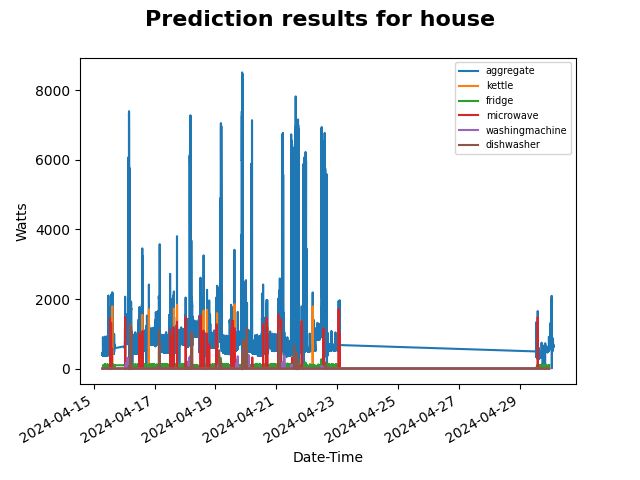 Prediction results for house
aggregate
kettle
fridge
microwave
washingmachine
dishwasher
Watts
8000
6000
4000
2000
0
2024-04-15
2024-04-17
2024-04-19
2024-04-21
2024-04-23
2024-04-25
2024-04-27
2024-04-29
Date-Time